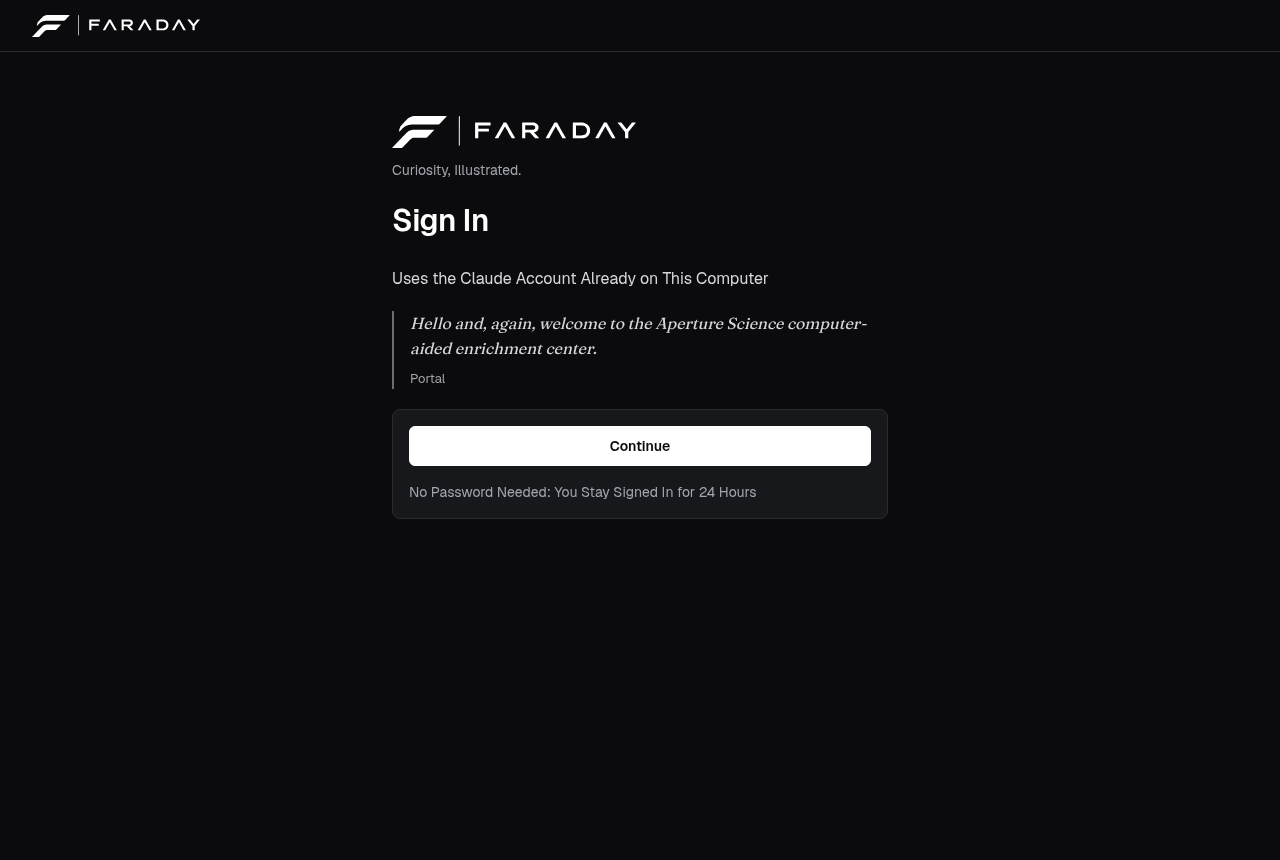 FARADAY
FARADAY
Curiosity, Illustrated.
Sign In
Uses the Claude Account Already on This Computer
Hello and, again, welcome to the Aperture Science computer-
aided enrichment center.
Portal
Continue
No Password Needed: You Stay Signed In for 24 Hours